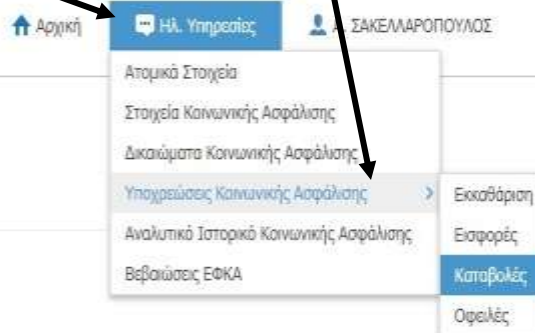 Αρχική Ηλ. Υπηρεσίες ΣΑΚΕΛΛΑΡΟΠΟΥΛΟΣ
Ατομικά Στοιχεία
Στοιχεία Κοινωνικής Ασφάλισης
Δικαιώματα Κοινωνικής Ασφάλισης
Υποχρεώσεις Κοινωνικής Ασφάλισης > Εκκαθάριση
Αναλυτικό Ιστορικό Κοινωνικής Ασφάλισης Εισφορές
Βεβαιώσεις ΕΦΚΑ Καταβολές
Οφειλές